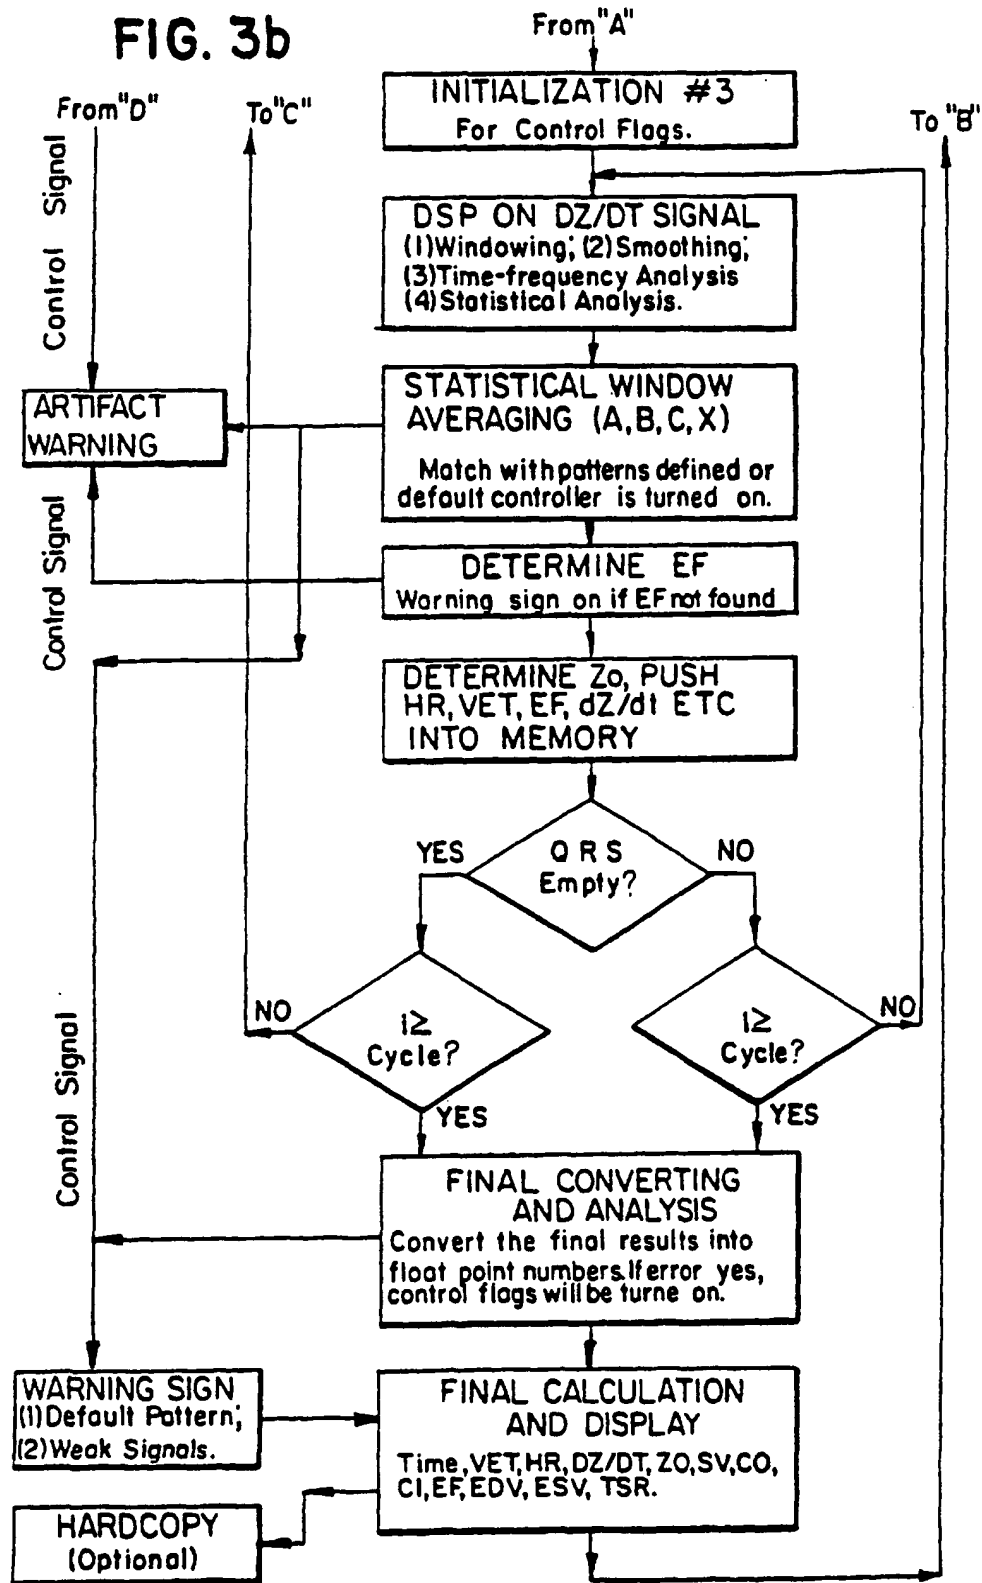 FIG. 3b
From "A"
From "D"
To "C"
To "B"
INITIALIZATION #3
For Control Flags.
Control Signal
DSP ON DZ/DT SIGNAL
(1) Windowing; (2) Smoothing;
(3) Time-frequency Analysis
(4) Statistical Analysis.
ARTIFACT
WARNING
STATISTICAL WINDOW
AVERAGING (A, B, C, X)
Match with patterns defined or
default controller is turned on.
Control Signal
DETERMINE EF
Warning sign on if EF not found
DETERMINE Zo, PUSH
HR, VET, EF, dZ/dt ETC
INTO MEMORY
YES
QRS
Empty?
NO
NO
i≥
Cycle?
YES
i≥
Cycle?
NO
YES
Control Signal
FINAL CONVERTING
AND ANALYSIS
Convert the final results into
float point numbers. If error yes,
control flags will be turne on.
WARNING SIGN
(1) Default Pattern;
(2) Weak Signals.
FINAL CALCULATION
AND DISPLAY
Time, VET, HR, DZ/DT, ZO, SV, CO,
CI, EF, EDV, ESV, TSR.
HARDCOPY
(Optional)